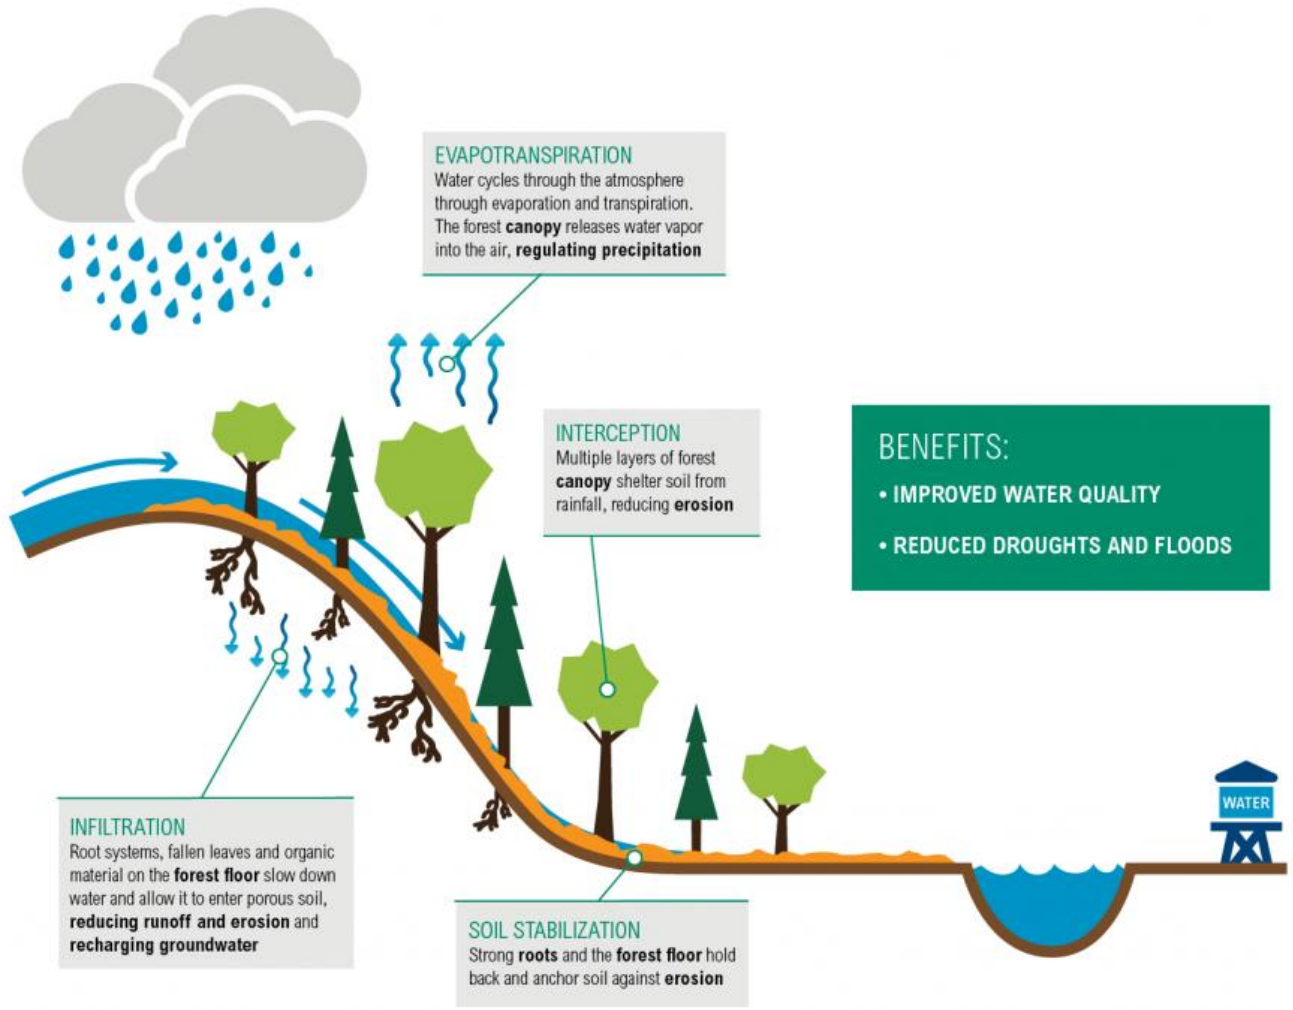 EVAPOTRANSPIRATION
Water cycles through the atmosphere
through evaporation and transpiration.
The forest canopy releases water vapor
into the air, regulating precipitation
INTERCEPTION
Multiple layers of forest
canopy shelter soil from
rainfall, reducing erosion
BENEFITS:
• IMPROVED WATER QUALITY
• REDUCED DROUGHTS AND FLOODS
WATER
INFILTRATION
Root systems, fallen leaves and organic
material on the forest floor slow down
water and allow it to enter porous soil,
reducing runoff and erosion and
recharging groundwater
SOIL STABILIZATION
Strong roots and the forest floor hold
back and anchor soil against erosion